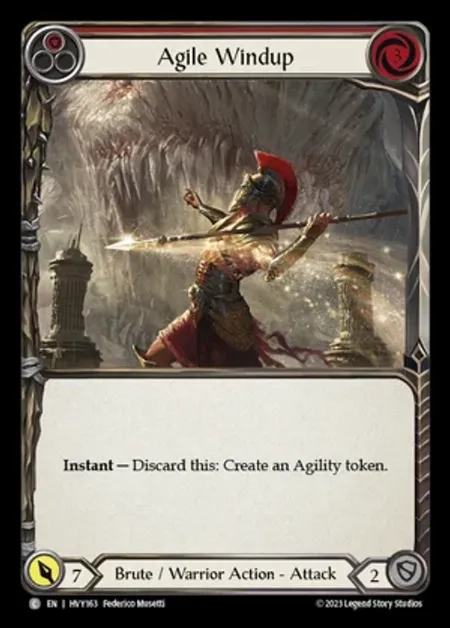 Agile Windup
3
Instant — Discard this: Create an Agility token.
7
Brute / Warrior Action - Attack
2
C EN | HVY163 Federico Musetti
©2023 Legend Story Studios